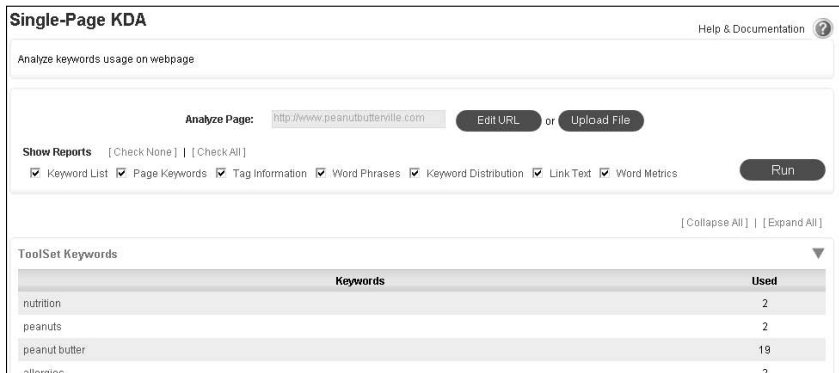 Single-Page KDA
Help & Documentation ?
Analyze keywords usage on webpage
Analyze Page: http://www.peanutbutterville.com Edit URL or Upload File
Show Reports [Check None] | [Check All]
Keyword List Page Keywords Tag Information Word Phrases Keyword Distribution Link Text Word Metrics Run
[Collapse All] | [Expand All]
ToolSet Keywords
Keywords Used
nutrition 2
peanuts 2
peanut butter 19
allergies